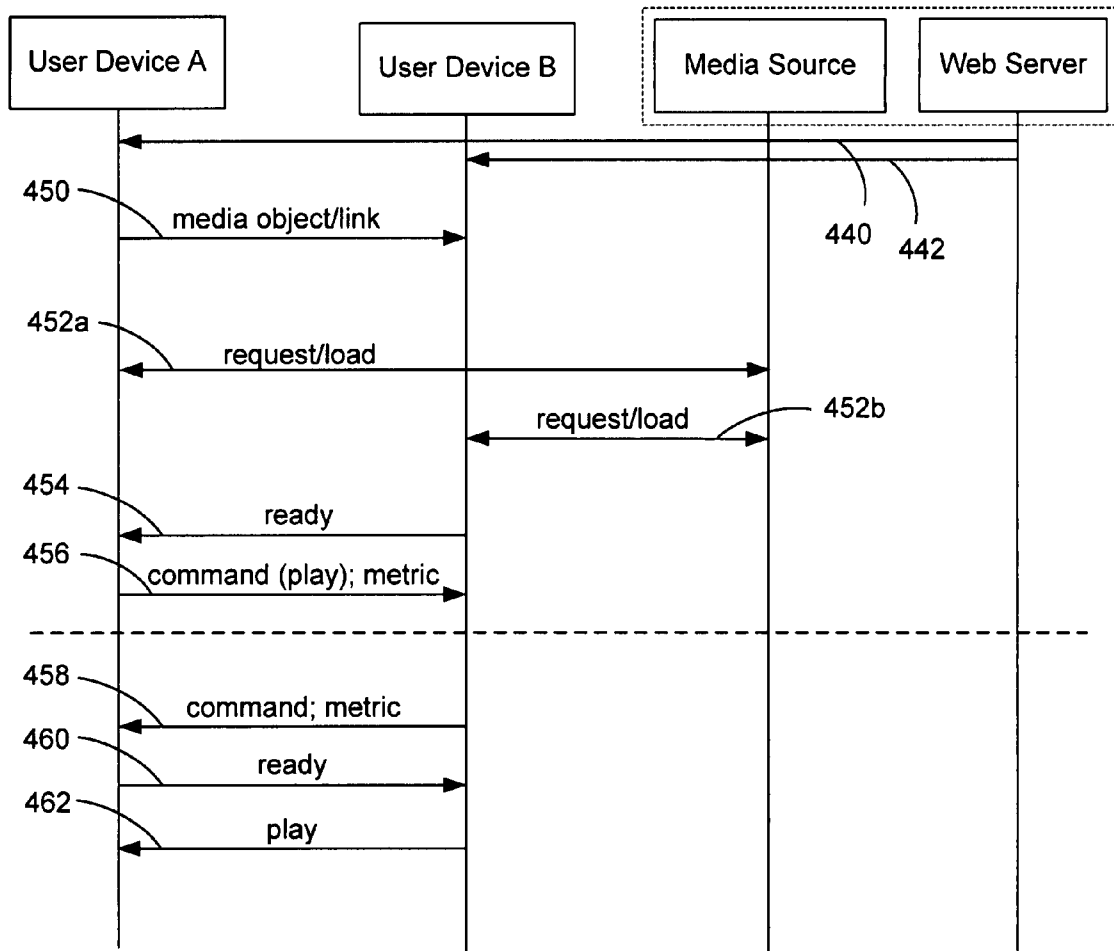 User Device A
User Device B
Media Source
Web Server
450
media object/link
440
442
452a
request/load
request/load
452b
454
ready
456
command (play); metric
458
command; metric
460
ready
462
play